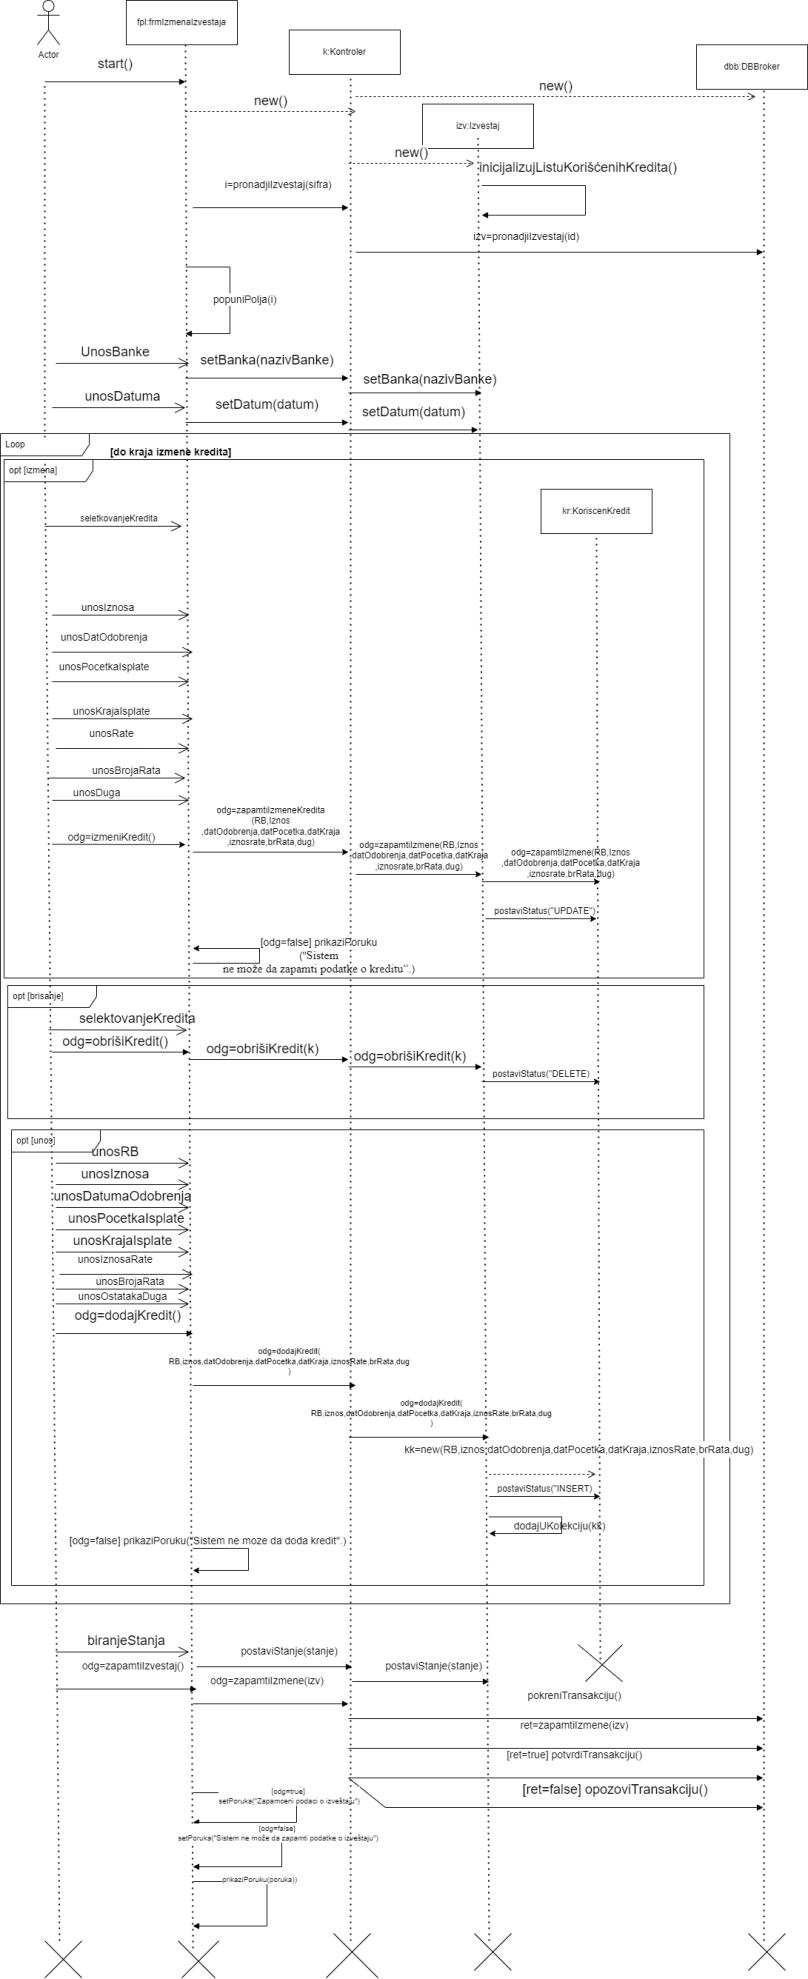 fpl:frmIzmenaIzvestaja
k:Kontroler
dbb:DBBroker
Actor
start()
new()
new()
izv:Izvestaj
new()
inicijalizujListuKorišćenihKredita()
i=pronadjiIzvestaj(sifra)
izv=pronadjiIzvestaj(id)
popuniPolja(i)
UnosBanke
setBanka(nazivBanke)
setBanka(nazivBanke)
unosDatuma
setDatum(datum)
setDatum(datum)
Loop
[do kraja izmene kredita]
opt [izmena]
kr:KoriscenKredit
seletkovanjeKredita
unosIznosa
unosDatOdobrenja
unosPocetkaIsplate
unosKrajaIsplate
unosRate
unosBrojaRata
unosDuga
odg=izmeniKredit()
odg=zapamtiIzmeneKredita
(RB,Iznos
,datOdobrenja,datPocetka,datKraja
,iznosrate,brRata,dug)
odg=zapamtiIzmene(RB,Iznos
,datOdobrenja,datPocetka,datKraja
,iznosrate,brRata,dug)
odg=zapamtiIzmene(RB,Iznos
,datOdobrenja,datPocetka,datKraja
,iznosrate,brRata,dug)
postaviStatus("UPDATE")
[odg=false] prikaziPoruku
("Sistem
ne može da zapamti podatke o kreditu".)
opt [brisanje]
selektovanjeKredita
odg=obrišiKredit()
odg=obrišiKredit(k)
odg=obrišiKredit(k)
postaviStatus("DELETE)
opt [unos]
unosRB
unosIznosa
unosDatumaOdobrenja
unosPocetkaIsplate
unosKrajaIsplate
unosIznosaRate
unosBrojaRata
unosOstatakaDuga
odg=dodajKredit()
odg=dodajKredit(
RB,iznos,datOdobrenja,datPocetka,datKraja,iznosRate,brRata,dug
)
odg=dodajKredit(
RB,iznos,datOdobrenja,datPocetka,datKraja,iznosRate,brRata,dug
)
kk=new(RB,iznos,datOdobrenja,datPocetka,datKraja,iznosRate,brRata,dug)
postaviStatus("INSERT)
dodajUKolekciju(kk)
[odg=false] prikaziPoruku("Sistem ne moze da doda kredit".)
biranjeStanja
postaviStanje(stanje)
postaviStanje(stanje)
odg=zapamtiIzvestaj()
odg=zapamtiIzmene(izv)
pokreniTransakciju()
ret=zapamtiIzmene(izv)
[ret=true] potvrdiTransakciju()
[ret=false] opozoviTransakciju()
[odg=true]
setPoruka("Zapamceni podaci o izveštaju")
[odg=false]
setPoruka("Sistem ne može da zapamti podatke o izveštaju")
prikaziPoruku(poruka))